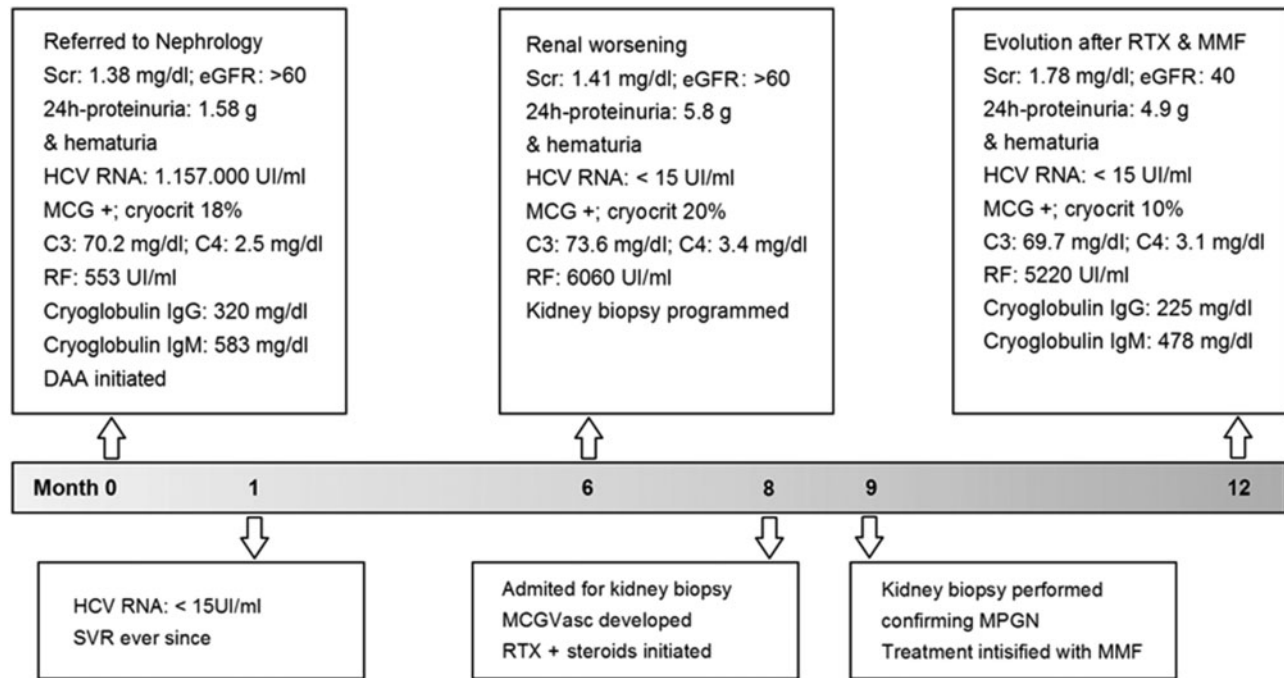 Referred to Nephrology
Scr: 1.38 mg/dl; eGFR: >60
24h-proteinuria: 1.58 g
& hematuria
HCV RNA: 1.157.000 UI/ml
MCG +; cryocrit 18%
C3: 70.2 mg/dl; C4: 2.5 mg/dl
RF: 553 UI/ml
Cryoglobulin IgG: 320 mg/dl
Cryoglobulin IgM: 583 mg/dl
DAA initiated
Renal worsening
Scr: 1.41 mg/dl; eGFR: >60
24h-proteinuria: 5.8 g
& hematuria
HCV RNA: < 15 UI/ml
MCG +; cryocrit 20%
C3: 73.6 mg/dl; C4: 3.4 mg/dl
RF: 6060 UI/ml
Kidney biopsy programmed
Evolution after RTX & MMF
Scr: 1.78 mg/dl; eGFR: 40
24h-proteinuria: 4.9 g
& hematuria
HCV RNA: < 15 UI/ml
MCG +; cryocrit 10%
C3: 69.7 mg/dl; C4: 3.1 mg/dl
RF: 5220 UI/ml
Cryoglobulin IgG: 225 mg/dl
Cryoglobulin IgM: 478 mg/dl
Month 0 1 6 8 9 12
HCV RNA: < 15UI/ml
SVR ever since
Admited for kidney biopsy
MCGVasc developed
RTX + steroids initiated
Kidney biopsy performed
confirming MPGN
Treatment intisified with MMF